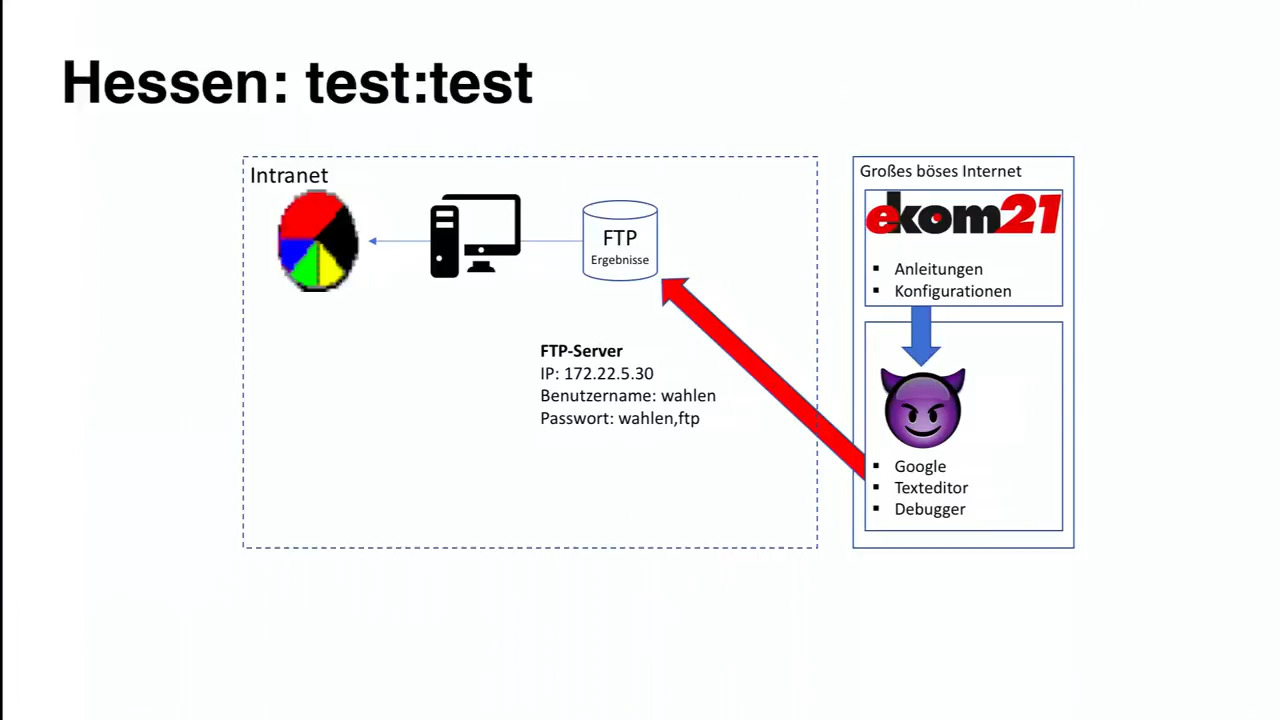 Hessen: test:test
Intranet
FTP
Ergebnisse
FTP-Server
IP: 172.22.5.30
Benutzername: wahlen
Passwort: wahlen,ftp
Großes böses Internet
ekom21
▪ Anleitungen
▪ Konfigurationen
▪ Google
▪ Texteditor
▪ Debugger